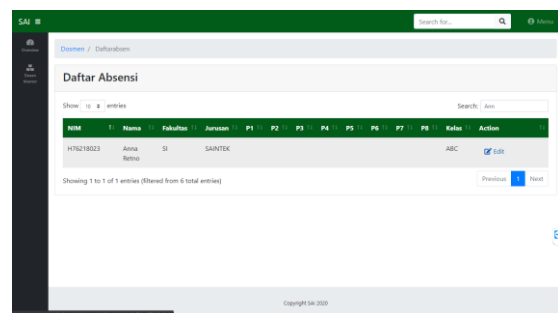 SAI
Search for...
Menu
Overview
Dosmen / Daftarabsen
Daftar Absensi
Show 10 entries
Search: Ann
NIM Nama Fakultas Jurusan P1 P2 P3 P4 P5 P6 P7 P8 Kelas Action
H76218023 Anna Retno SI SAINTEK ABC Edit
Showing 1 to 1 of 1 entries (filtered from 6 total entries)
Previous 1 Next
Copyright SAI 2020